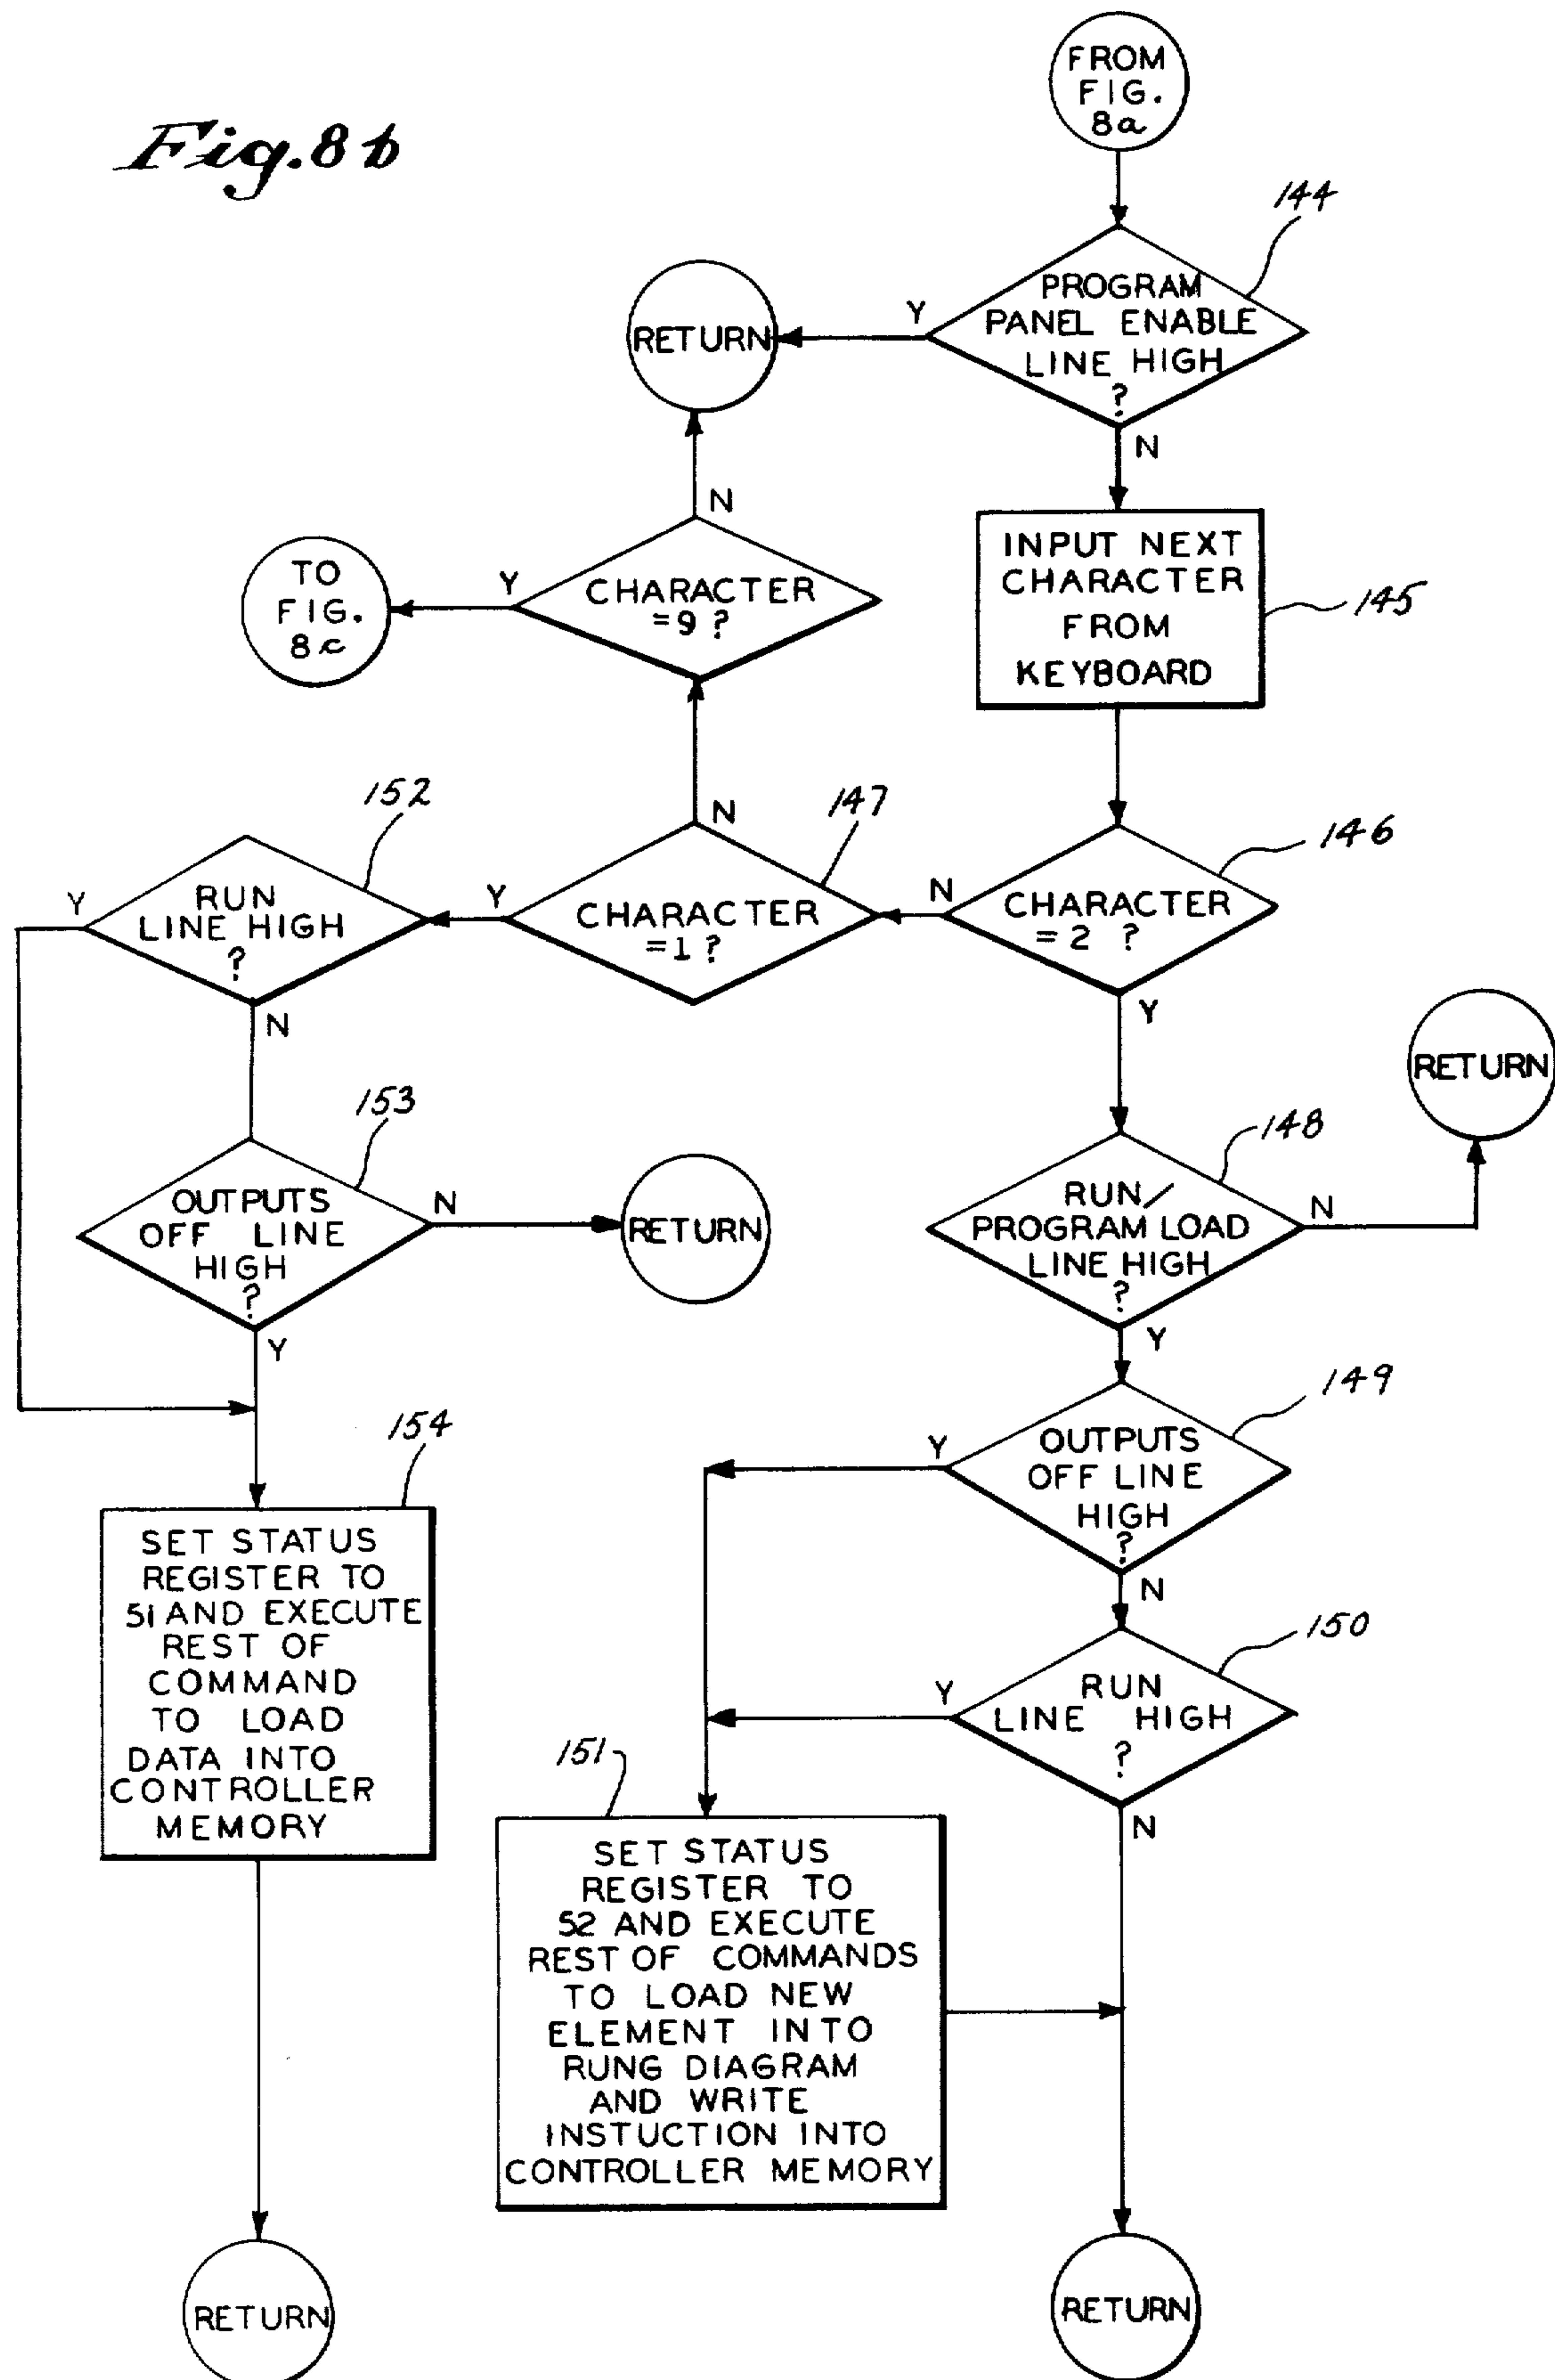 Fig. 8b
FROM
FIG.
8a
144
PROGRAM
PANEL ENABLE
LINE HIGH
?
Y
N
RETURN
INPUT NEXT
CHARACTER
FROM
KEYBOARD
145
N
CHARACTER
=9 ?
Y
TO
FIG.
8c
146
CHARACTER
=2 ?
N
Y
147
CHARACTER
=1 ?
N
Y
152
RUN
LINE HIGH
?
Y
N
153
OUTPUTS
OFF LINE
HIGH
?
N
RETURN
Y
148
RUN/
PROGRAM LOAD
LINE HIGH
?
N
RETURN
Y
149
OUTPUTS
OFF LINE
HIGH
?
Y
N
150
RUN
LINE HIGH
?
Y
N
154
SET STATUS
REGISTER TO
51 AND EXECUTE
REST OF
COMMAND
TO LOAD
DATA INTO
CONTROLLER
MEMORY
151
SET STATUS
REGISTER TO
52 AND EXECUTE
REST OF COMMANDS
TO LOAD NEW
ELEMENT INTO
RUNG DIAGRAM
AND WRITE
INSTUCTION INTO
CONTROLLER MEMORY
RETURN
RETURN